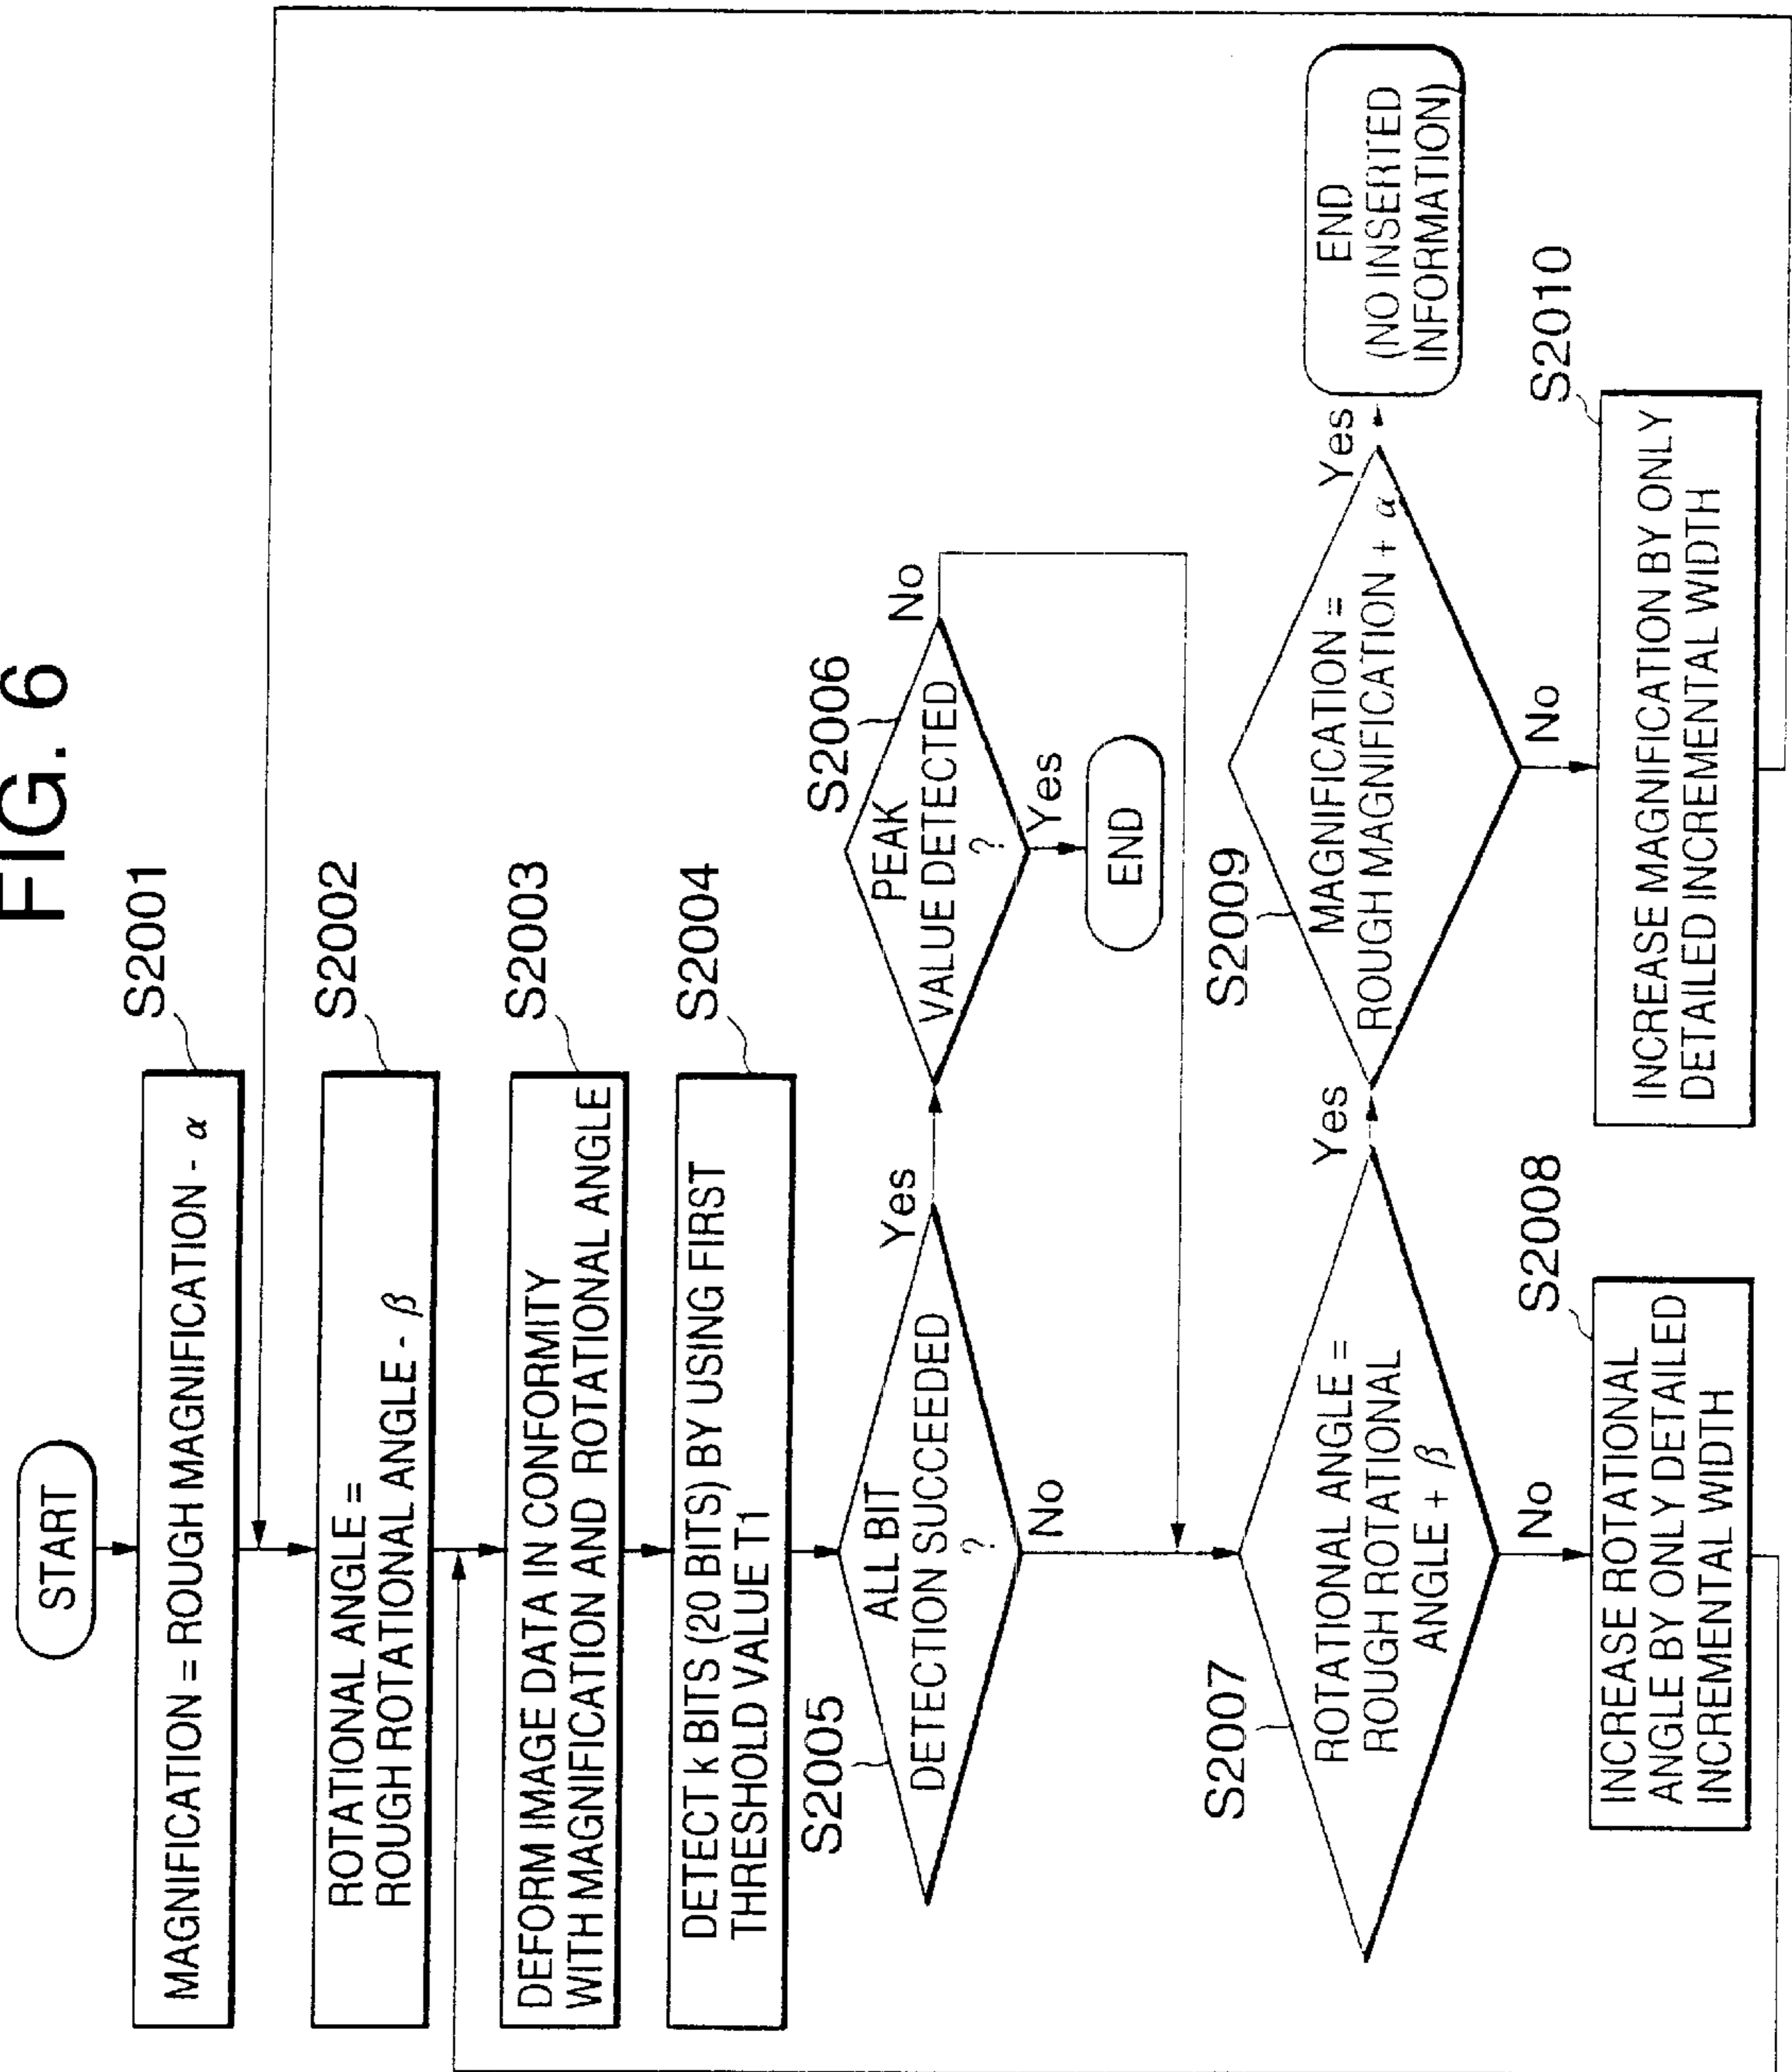 FIG. 6
START
S2001
MAGNIFICATION = ROUGH MAGNIFICATION - α
S2002
ROTATIONAL ANGLE =
ROUGH ROTATIONAL ANGLE - β
S2003
DEFORM IMAGE DATA IN CONFORMITY
WITH MAGNIFICATION AND ROTATIONAL ANGLE
S2004
DETECT k BITS (20 BITS) BY USING FIRST
THRESHOLD VALUE T1
S2005
ALL BIT
DETECTION SUCCEEDED
?
Yes
No
S2006
PEAK
VALUE DETECTED
?
No
Yes
END
S2007
ROTATIONAL ANGLE =
ROUGH ROTATIONAL
ANGLE + β
Yes
No
S2008
INCREASE ROTATIONAL
ANGLE BY ONLY DETAILED
INCREMENTAL WIDTH
S2009
MAGNIFICATION =
ROUGH MAGNIFICATION + α
Yes
No
END
(NO INSERTED
INFORMATION)
S2010
INCREASE MAGNIFICATION BY ONLY
DETAILED INCREMENTAL WIDTH